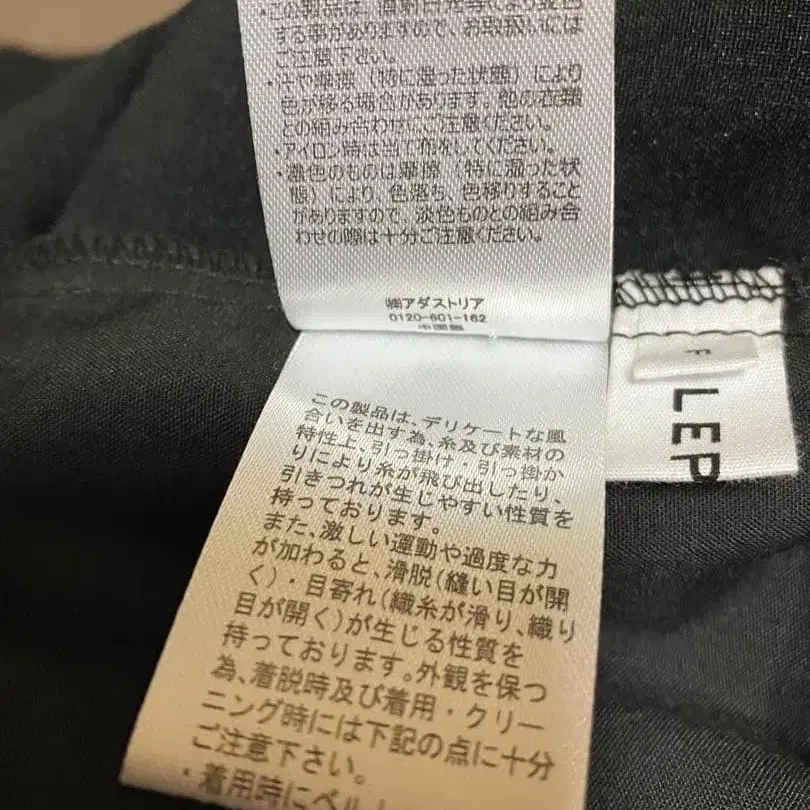 ・この製品は、直射日光等により変色
する事がありますので、お取扱いには
ご注意下さい。
・汗や摩擦（特に湿った状態）により
色が移る場合があります。他の衣類
との組み合わせにご注意ください。
・アイロン時は当て布をしてください。
・濃色のものは摩擦（特に湿った状
態）により、色落ち、色移りすること
がありますので、淡色ものとの組み合
わせの際は十分ご注意ください。
㈱アダストリア
0120-601-162
中国製
F
LEP
この製品は、デリケートな風
合いを出す為、糸及び素材の
特性上、引っ掛け・引っ掛か
りにより糸が飛び出したり、
引きつれが生じやすい性質を
持っております。
また、激しい運動や過度な力
が加わると、滑脱(縫い目が開
く)・目寄れ(織糸が滑り、織り
目が開く)が生じる性質を
持っております。外観を保つ
為、着脱時及び着用・クリー
ニング時には下記の点に十分
ご注意下さい。
・着用時にベルト